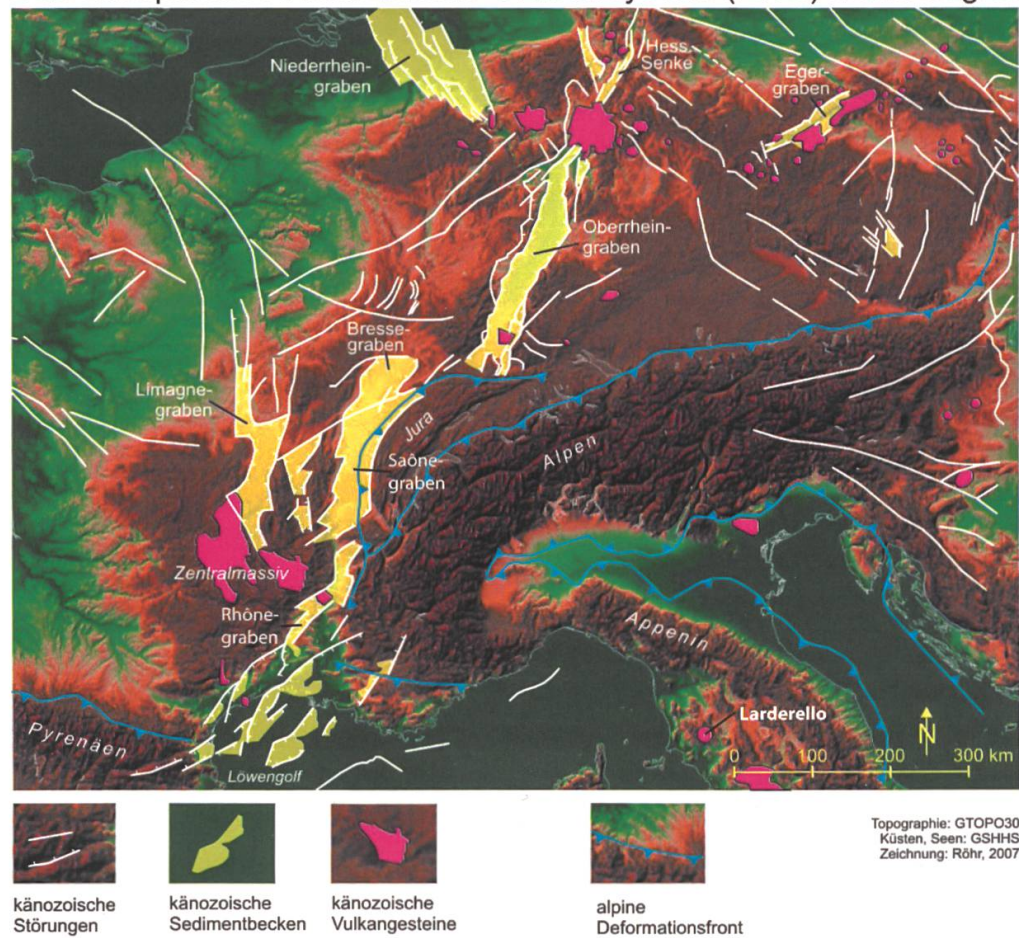 Niederrhein-
graben
Hess.
Senke
Eger-
graben
Oberrhein-
graben
Bresse-
graben
Limagne-
graben
Jura
Saône-
graben
Alpen
Zentralmassiv
Rhône-
graben
Appenin
Larderello
Pyrenäen
Löwengolf
N
0 100 200 300 km
känozoische
Störungen
känozoische
Sedimentbecken
känozoische
Vulkangesteine
alpine
Deformationsfront
Topographie: GTOPO30
Küsten, Seen: GSHHS
Zeichnung: Röhr, 2007